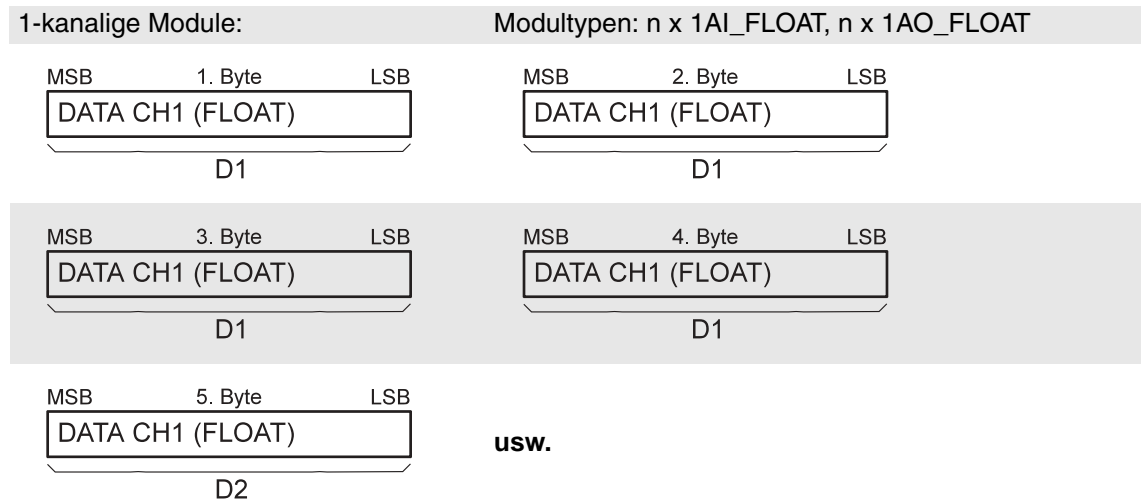 1-kanalige Module: Modultypen: n x 1AI_FLOAT, n x 1AO_FLOAT
MSB 1. Byte LSB MSB 2. Byte LSB
DATA CH1 (FLOAT) DATA CH1 (FLOAT)
D1 D1
MSB 3. Byte LSB MSB 4. Byte LSB
DATA CH1 (FLOAT) DATA CH1 (FLOAT)
D1 D1
MSB 5. Byte LSB
DATA CH1 (FLOAT) usw.
D2